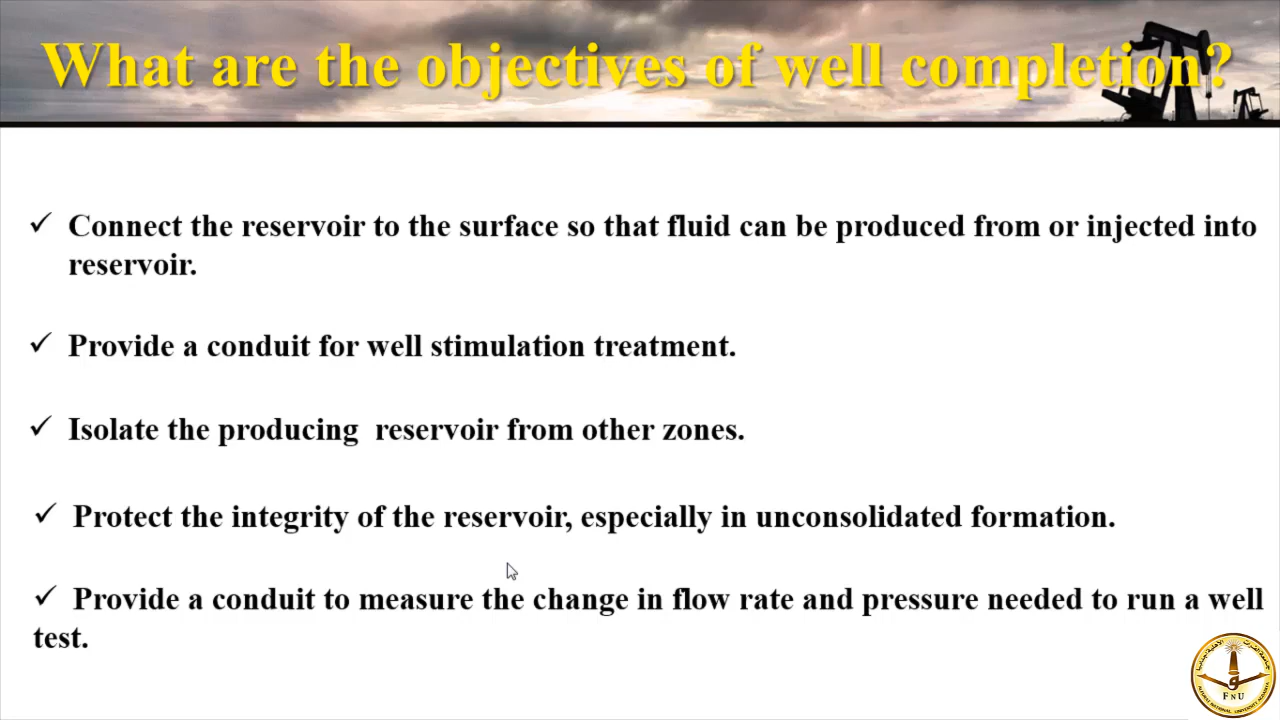 What are the objectives of well completion?
✓ Connect the reservoir to the surface so that fluid can be produced from or injected into
reservoir.
✓ Provide a conduit for well stimulation treatment.
✓ Isolate the producing  reservoir from other zones.
✓ Protect the integrity of the reservoir, especially in unconsolidated formation.
✓ Provide a conduit to measure the change in flow rate and pressure needed to run a well
test.
FNU